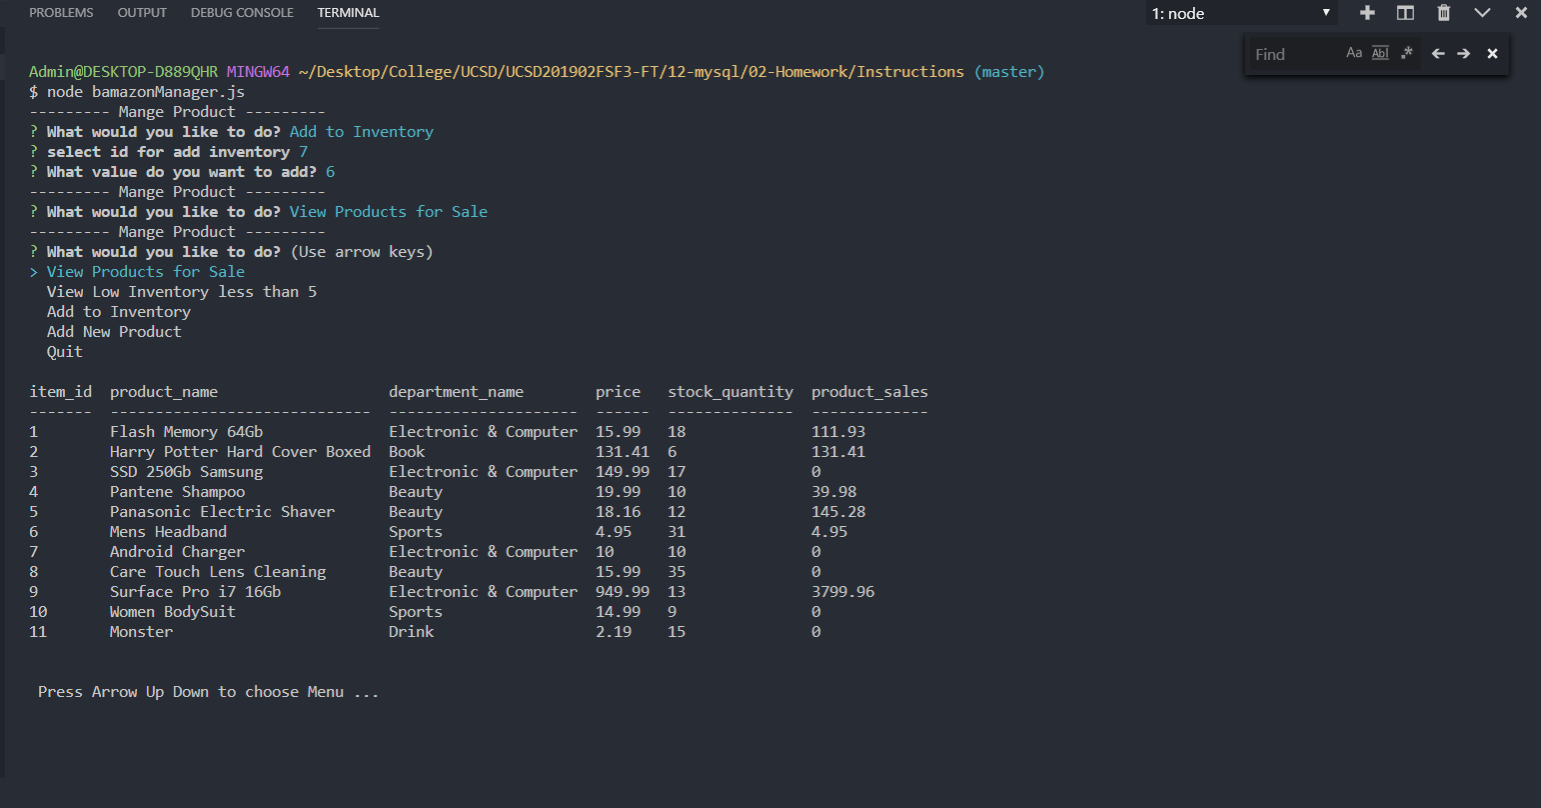 PROBLEMS OUTPUT DEBUG CONSOLE TERMINAL 1: node
Find Aa Abl .*
Admin@DESKTOP-D889QHR MINGW64 ~/Desktop/College/UCSD/UCSD201902FSF3-FT/12-mysql/02-Homework/Instructions (master)
$ node bamazonManager.js
--------- Mange Product ---------
? What would you like to do? Add to Inventory
? select id for add inventory 7
? What value do you want to add? 6
--------- Mange Product ---------
? What would you like to do? View Products for Sale
--------- Mange Product ---------
? What would you like to do? (Use arrow keys)
> View Products for Sale
View Low Inventory less than 5
Add to Inventory
Add New Product
Quit
item_id product_name department_name price stock_quantity product_sales
------- ----------------------------- --------------------- ------ -------------- -------------
1 Flash Memory 64Gb Electronic & Computer 15.99 18 111.93
2 Harry Potter Hard Cover Boxed Book 131.41 6 131.41
3 SSD 250Gb Samsung Electronic & Computer 149.99 17 0
4 Pantene Shampoo Beauty 19.99 10 39.98
5 Panasonic Electric Shaver Beauty 18.16 12 145.28
6 Mens Headband Sports 4.95 31 4.95
7 Android Charger Electronic & Computer 10 10 0
8 Care Touch Lens Cleaning Beauty 15.99 35 0
9 Surface Pro i7 16Gb Electronic & Computer 949.99 13 3799.96
10 Women BodySuit Sports 14.99 9 0
11 Monster Drink 2.19 15 0
Press Arrow Up Down to choose Menu ...